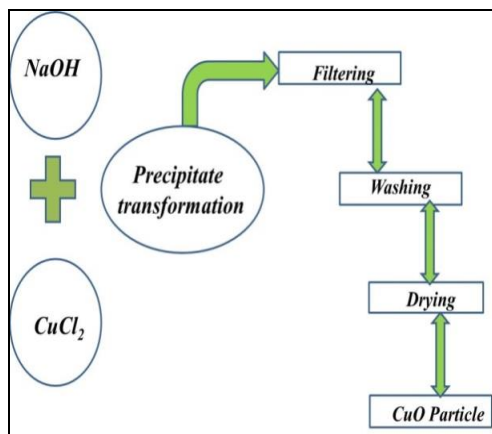 NaOH
CuCl₂
Precipitate
transformation
Filtering
Washing
Drying
CuO Particle